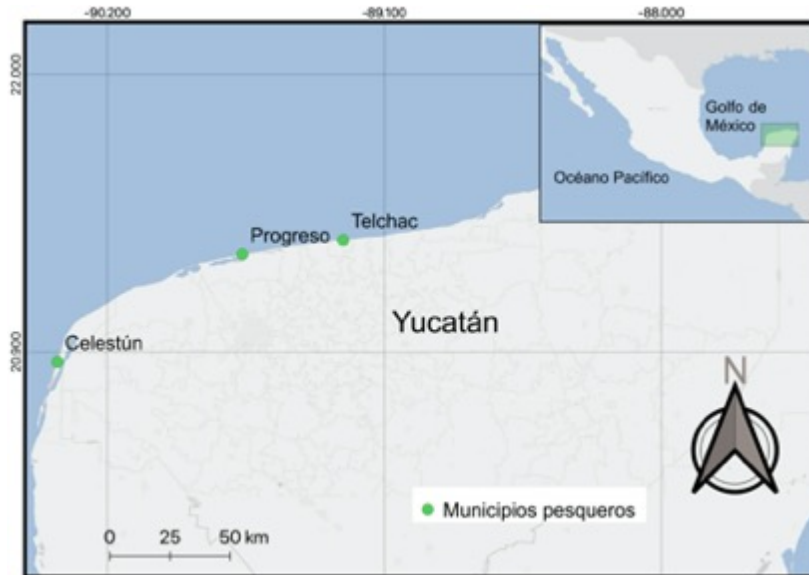 -90.200
-89.100
-88.000
22.000
Golfo de
México
Océano Pacífico
Telchac
Progreso
Yucatán
20.900
Celestún
N
Municipios pesqueros
0 25 50 km